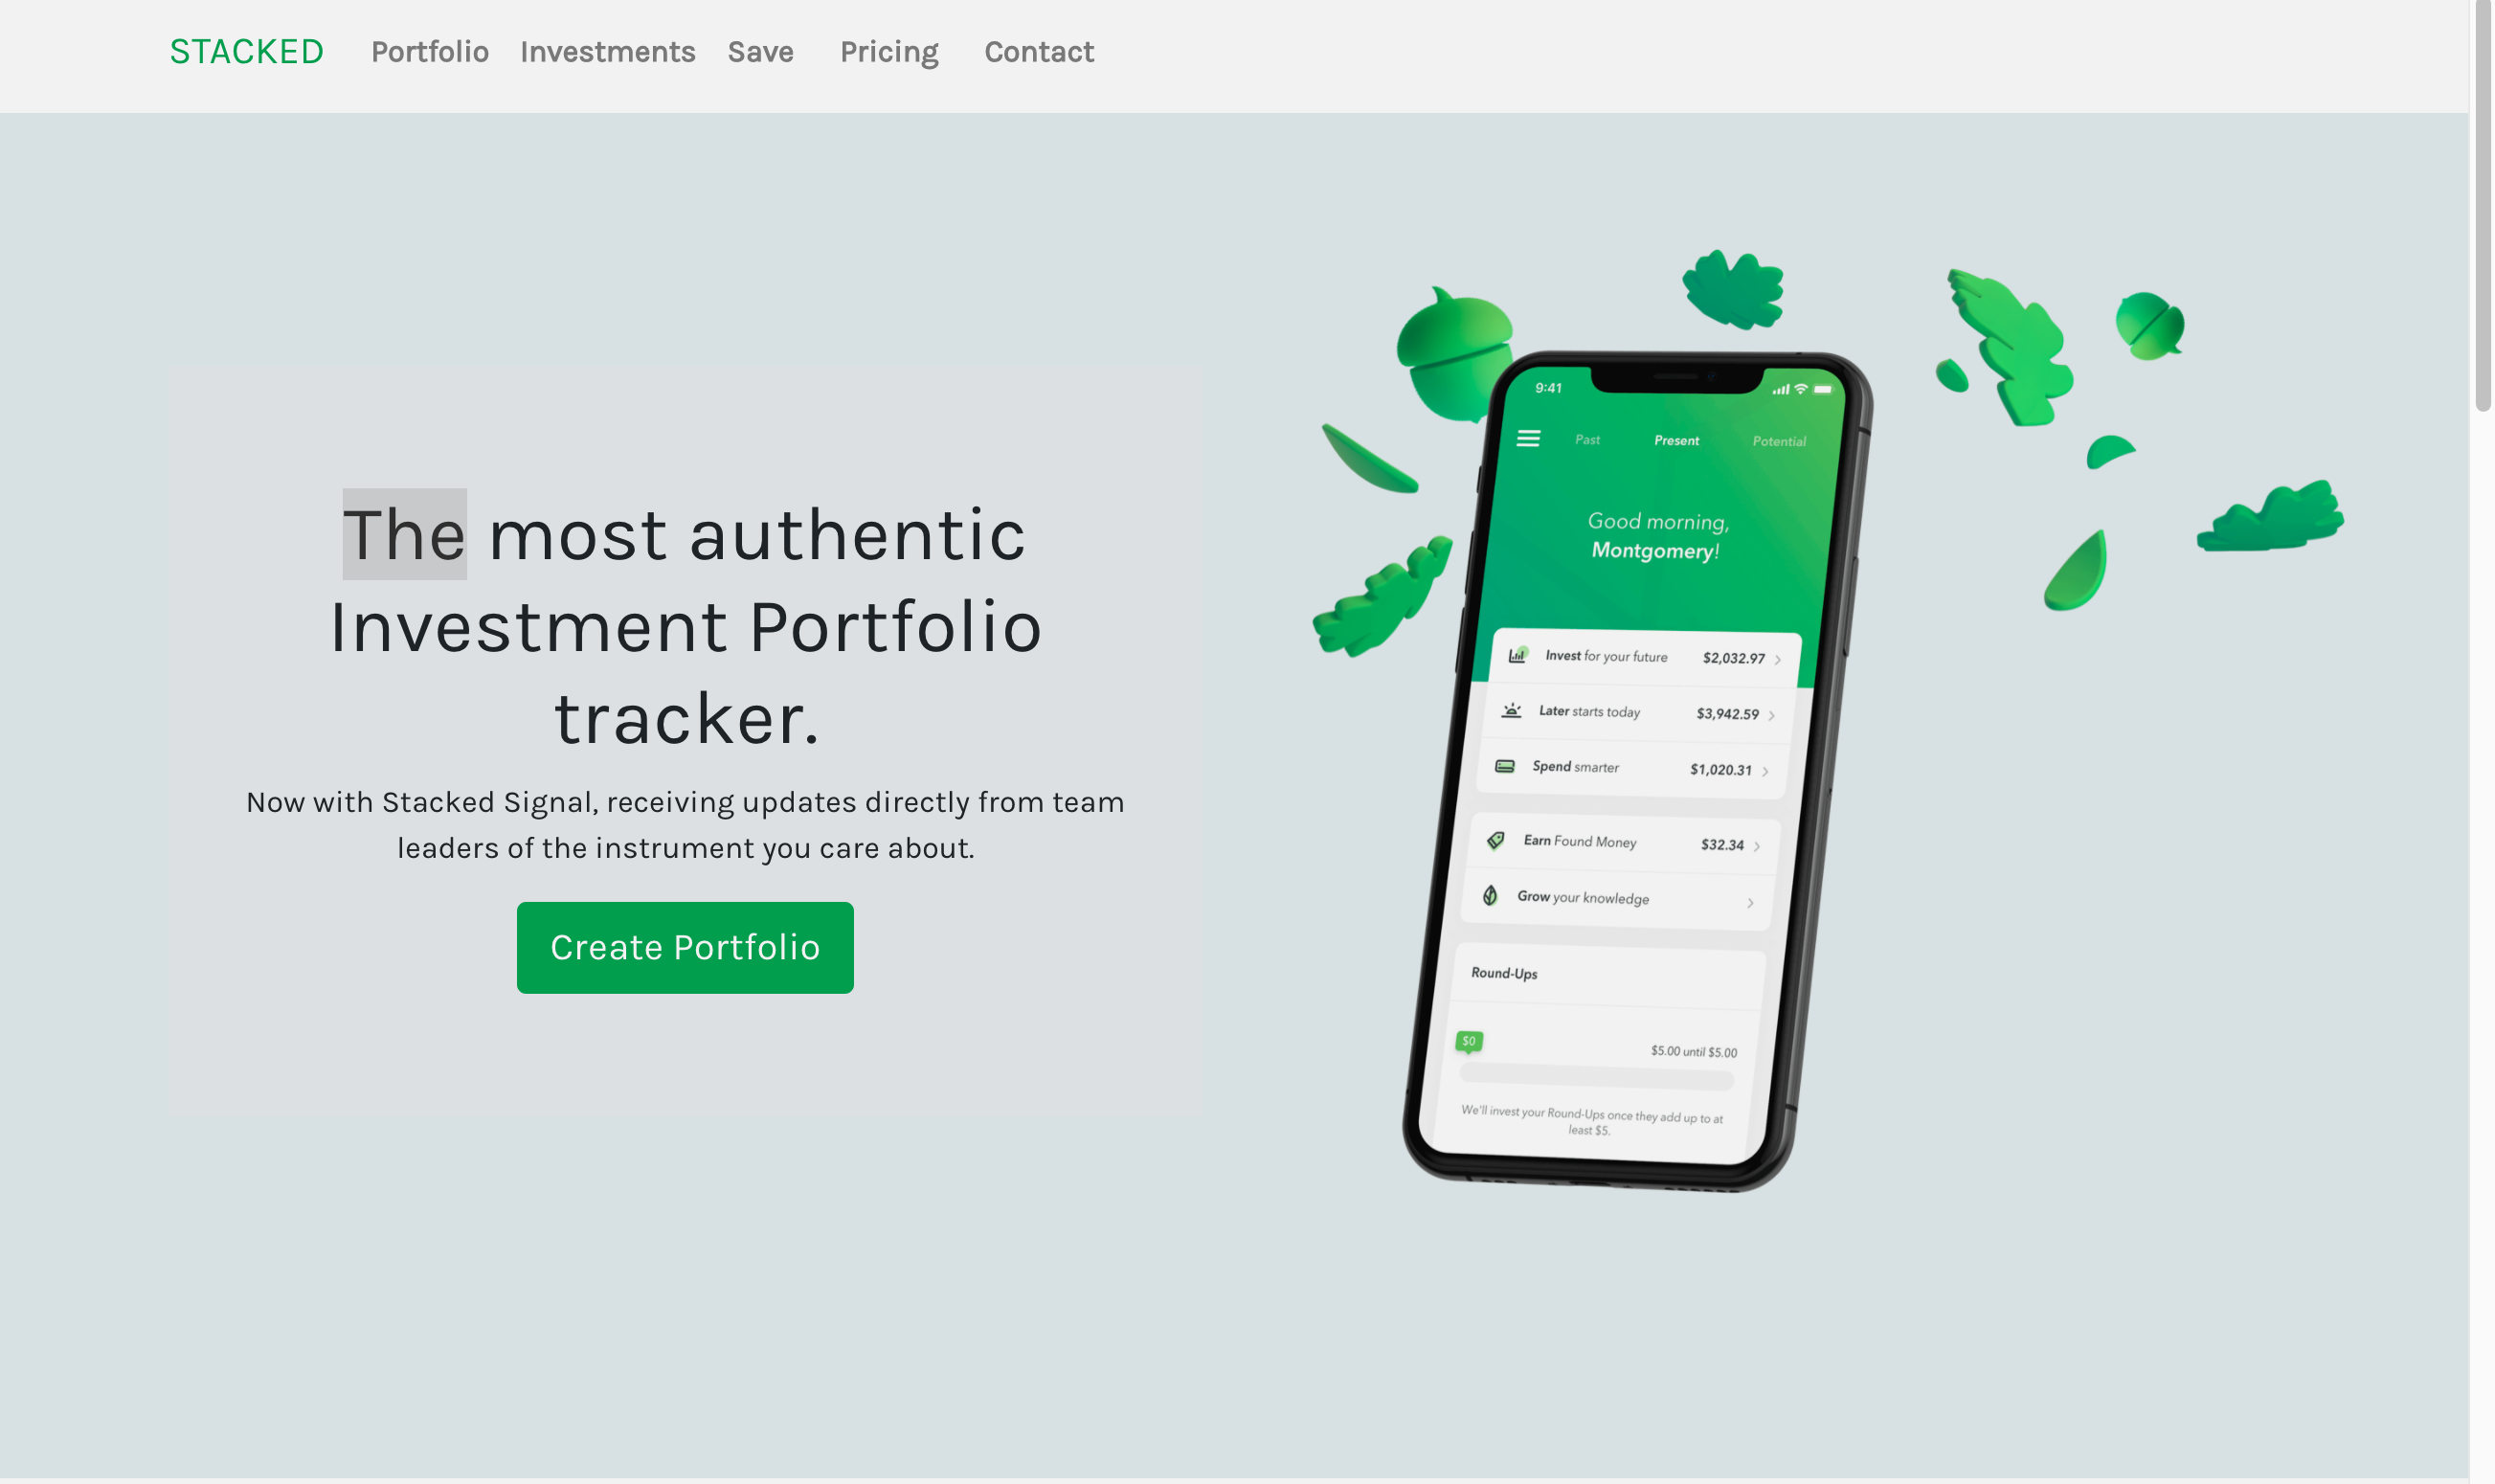 STACKED Portfolio Investments Save Pricing Contact
The most authentic
Investment Portfolio
tracker.
Now with Stacked Signal, receiving updates directly from team
leaders of the instrument you care about.
Create Portfolio
9:41
Past Present Potential
Good morning,
Montgomery!
Invest for your future $2,032.97
Later starts today $3,942.59
Spend smarter $1,020.31
Earn Found Money $32.34
Grow your knowledge
Round-Ups
$0
$5.00 until $5.00
We'll invest your Round-Ups once they add up to at
least $5.